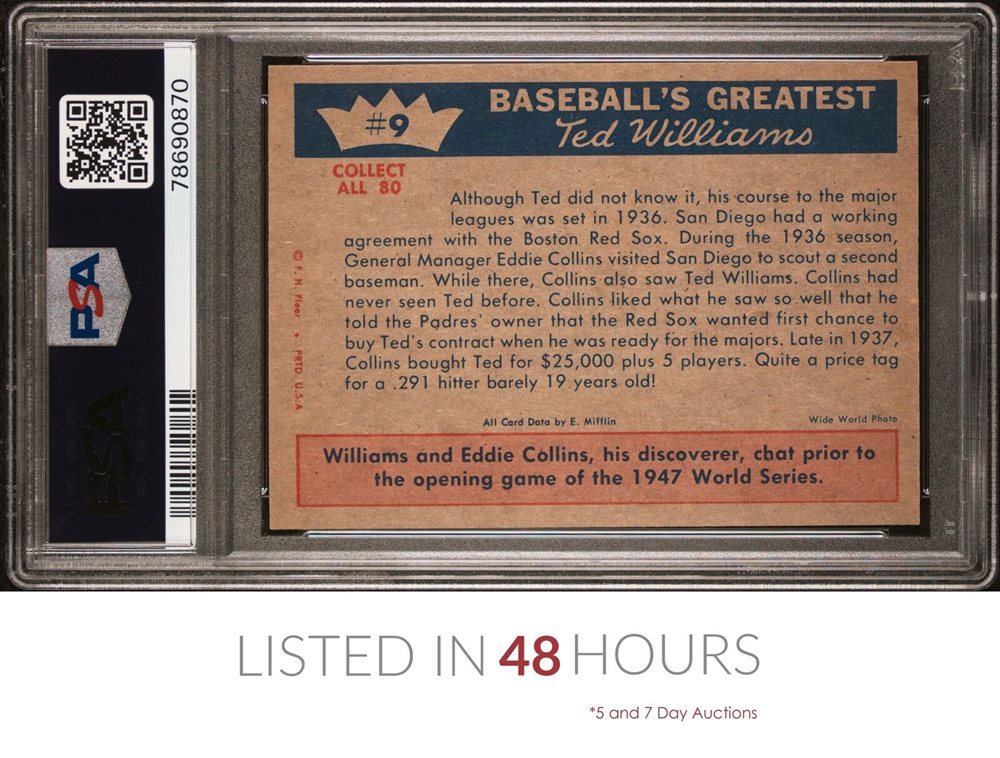 PSA
78690870
PSA
#9
BASEBALL'S GREATEST
Ted Williams
COLLECT
ALL 80
Although Ted did not know it, his course to the major
leagues was set in 1936. San Diego had a working
agreement with the Boston Red Sox. During the 1936 season,
General Manager Eddie Collins visited San Diego to scout a second
baseman. While there, Collins also saw Ted Williams. Collins had
never seen Ted before. Collins liked what he saw so well that he
told the Padres' owner that the Red Sox wanted first chance to
buy Ted's contract when he was ready for the majors. Late in 1937,
Collins bought Ted for $25,000 plus 5 players. Quite a price tag
for a .291 hitter barely 19 years old!
© F. H. Fleer • PRTD. U.S.A.
All Card Data by E. Mifflin
Wide World Photo
Williams and Eddie Collins, his discoverer, chat prior to
the opening game of the 1947 World Series.
LISTED IN 48 HOURS
*5 and 7 Day Auctions